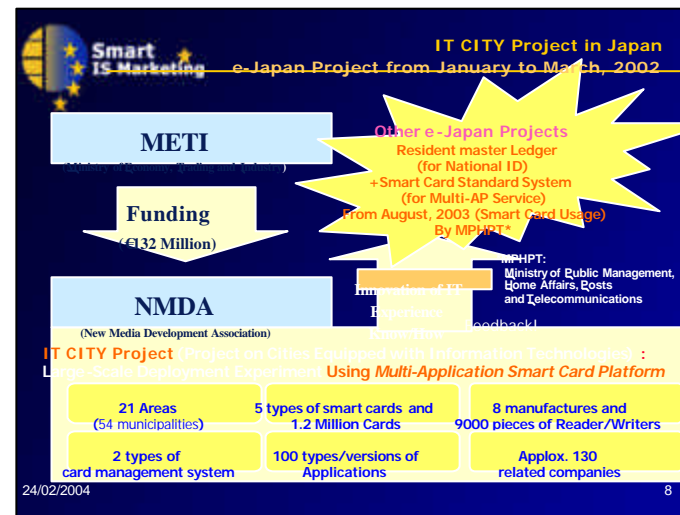 Smart
IS Marketing
IT CITY Project in Japan
e-Japan Project from January to March, 2002
METI
(Ministry of Economy, Trading and Industry)
Funding
(€132 Million)
NMDA
(New Media Development Association)
Other e-Japan Projects
Resident master Ledger
(for National ID)
+Smart Card Standard System
(for Multi-AP Service)
From August, 2003 (Smart Card Usage)
By MPHPT*
MPHPT:
Ministry of Public Management,
Home Affairs, Posts
and Telecommunications
Innovation of IT
Experience
Know/How
Feedback!
IT CITY Project (Project on Cities Equipped with Information Technologies) :
Large-Scale Deployment Experiment Using Multi-Application Smart Card Platform
21 Areas
(54 municipalities)
5 types of smart cards and
1.2 Million Cards
8 manufactures and
9000 pieces of Reader/Writers
2 types of
card management system
100 types/versions of
Applications
Applox. 130
related companies
24/02/2004
8